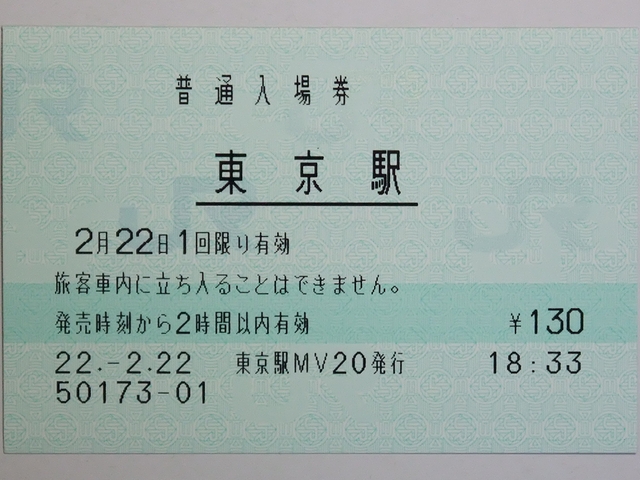 普通入場券
東京駅
2月22日1回限り有効
旅客車内に立ち入ることはできません。
発売時刻から2時間以内有効 ¥130
22.-2.22 東京駅MV20発行 18:33
50173-01